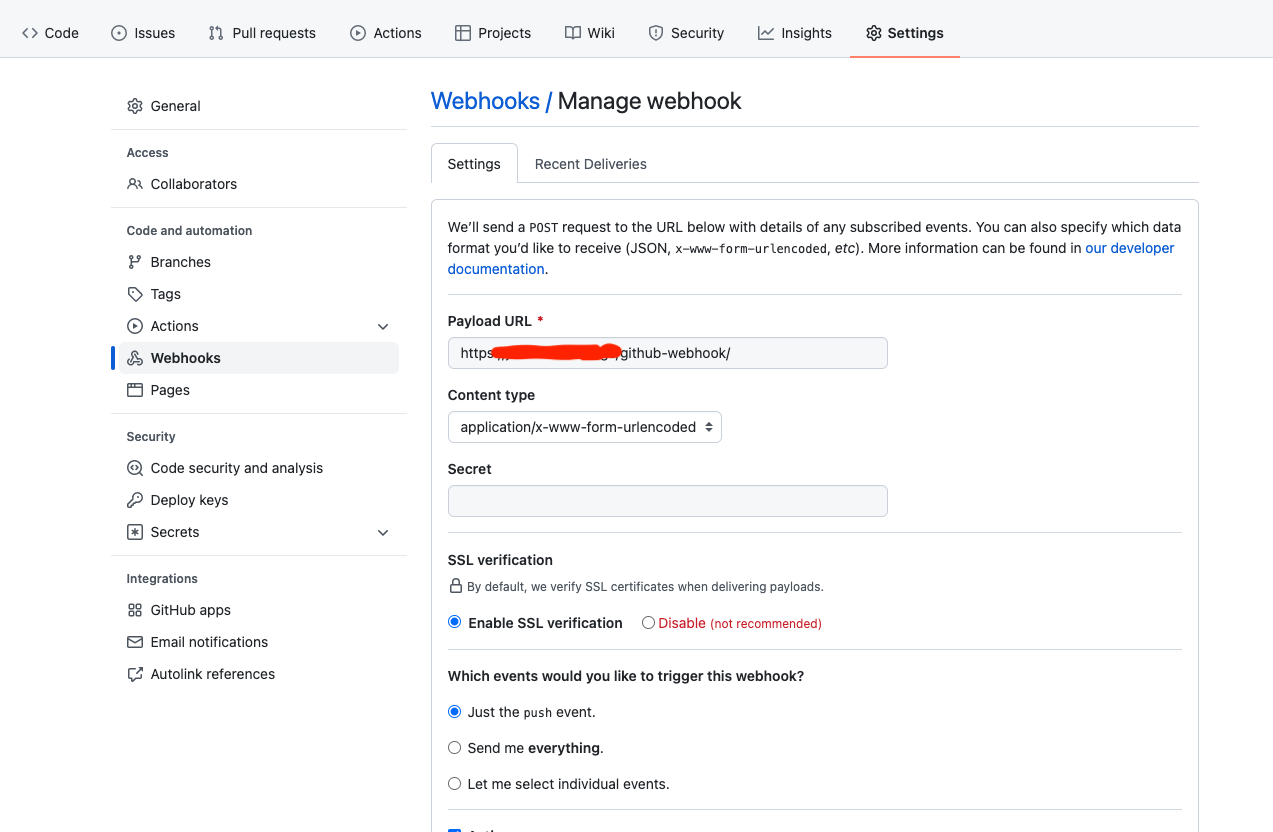 Code Issues Pull requests Actions Projects Wiki Security Insights Settings
General
Access
Collaborators
Code and automation
Branches
Tags
Actions
Webhooks
Pages
Security
Code security and analysis
Deploy keys
Secrets
Integrations
GitHub apps
Email notifications
Autolink references
Webhooks / Manage webhook
Settings Recent Deliveries
We’ll send a POST request to the URL below with details of any subscribed events. You can also specify which data
format you’d like to receive (JSON, x-www-form-urlencoded, etc). More information can be found in our developer
documentation.
Payload URL *
https github-webhook/
Content type
application/x-www-form-urlencoded
Secret
SSL verification
By default, we verify SSL certificates when delivering payloads.
Enable SSL verification Disable (not recommended)
Which events would you like to trigger this webhook?
Just the push event.
Send me everything.
Let me select individual events.